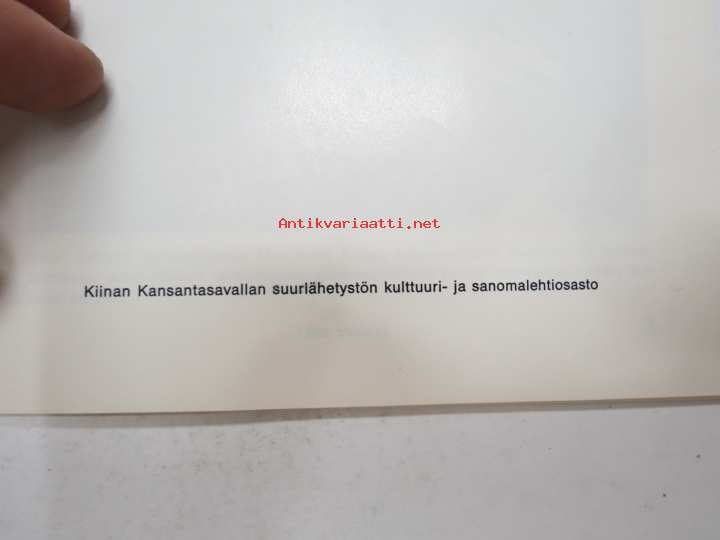 Antikvariaatti.net
Kiinan Kansantasavallan suurlähetystön kulttuuri- ja sanomalehtiosasto